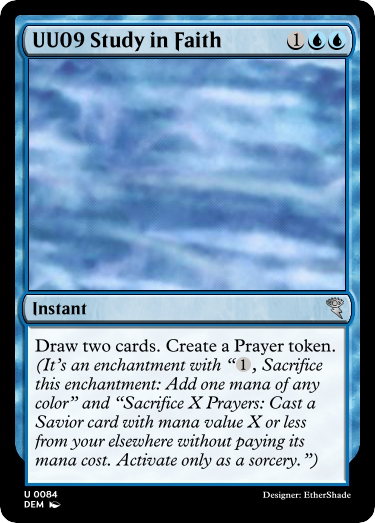 UU09 Study in Faith 1
Instant
Draw two cards. Create a Prayer token.
(It's an enchantment with “1, Sacrifice
this enchantment: Add one mana of any
color” and “Sacrifice X Prayers: Cast a
Savior card with mana value X or less
from your elsewhere without paying its
mana cost. Activate only as a sorcery.”)
U 0084
DEM
Designer: EtherShade